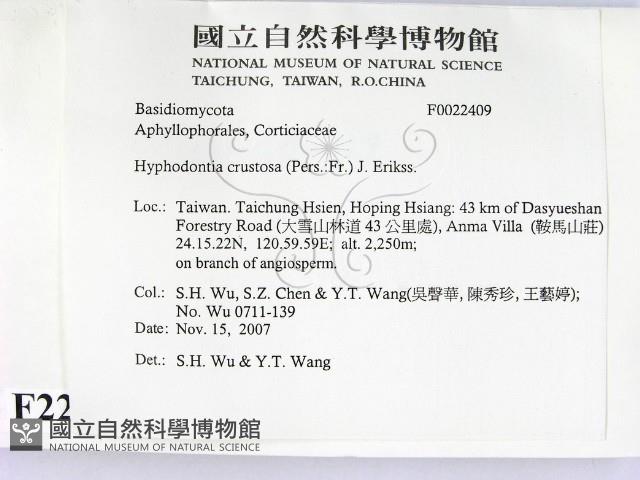 國立自然科學博物館
NATIONAL MUSEUM OF NATURAL SCIENCE
TAICHUNG, TAIWAN, R.O.CHINA
Basidiomycota F0022409
Aphyllophorales, Corticiaceae
Hyphodontia crustosa (Pers.:Fr.) J. Erikss.
Loc.: Taiwan. Taichung Hsien, Hoping Hsiang: 43 km of Dasyueshan
Forestry Road (大雪山林道 43 公里處), Anma Villa (鞍馬山莊)
24.15.22N, 120.59.59E; alt. 2,250m;
on branch of angiosperm.
Col.: S.H. Wu, S.Z. Chen & Y.T. Wang(吳聲華, 陳秀珍, 王藝婷);
No. Wu 0711-139
Date: Nov. 15, 2007
Det.: S.H. Wu & Y.T. Wang
F22
國立自然科學博物館
NATIONAL MUSEUM OF NATURAL SCIENCE